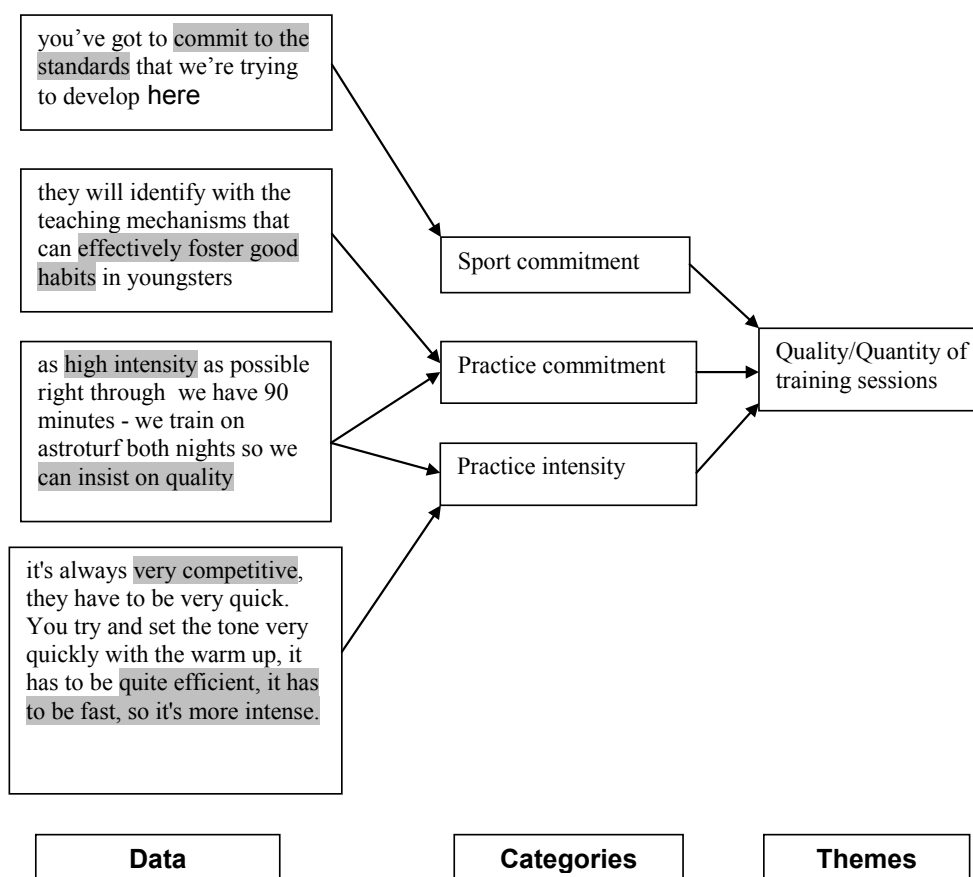 you've got to commit to the
standards that we're trying
to develop here
they will identify with the
teaching mechanisms that
can effectively foster good
habits in youngsters
as high intensity as possible
right through  we have 90
minutes - we train on
astroturf both nights so we
can insist on quality
it's always very competitive,
they have to be very quick.
You try and set the tone very
quickly with the warm up, it
has to be quite efficient, it has
to be fast, so it's more intense.
Sport commitment
Practice commitment
Practice intensity
Quality/Quantity of
training sessions
Data
Categories
Themes